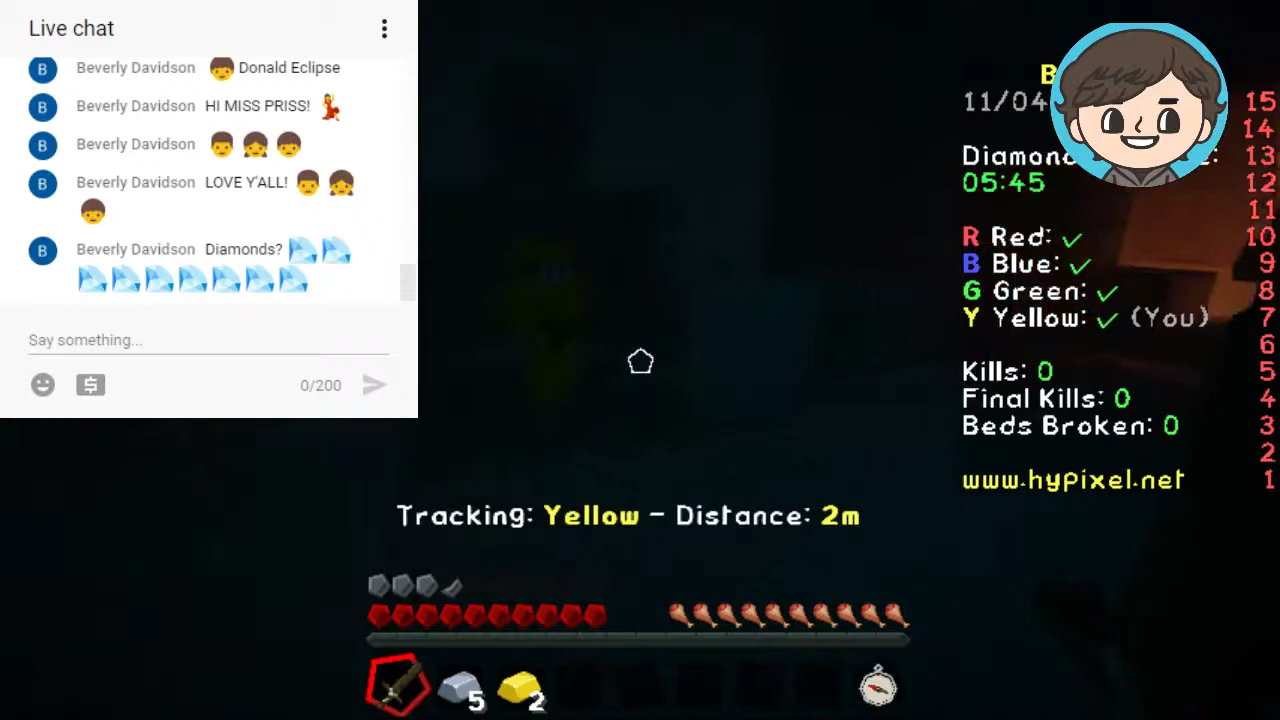 Live chat
B Beverly Davidson Donald Eclipse
B Beverly Davidson HI MISS PRISS!
B Beverly Davidson
B Beverly Davidson LOVE Y'ALL!
B Beverly Davidson Diamonds?
Say something...
0/200
B
11/04 15
14
Diamon : 13
05:45 12
11
R Red: ✓ 10
B Blue: ✓ 9
G Green: ✓ 8
Y Yellow: ✓ (You) 7
6
Kills: 0 5
Final Kills: 0 4
Beds Broken: 0 3
2
www.hypixel.net 1
Tracking: Yellow - Distance: 2m
5 2